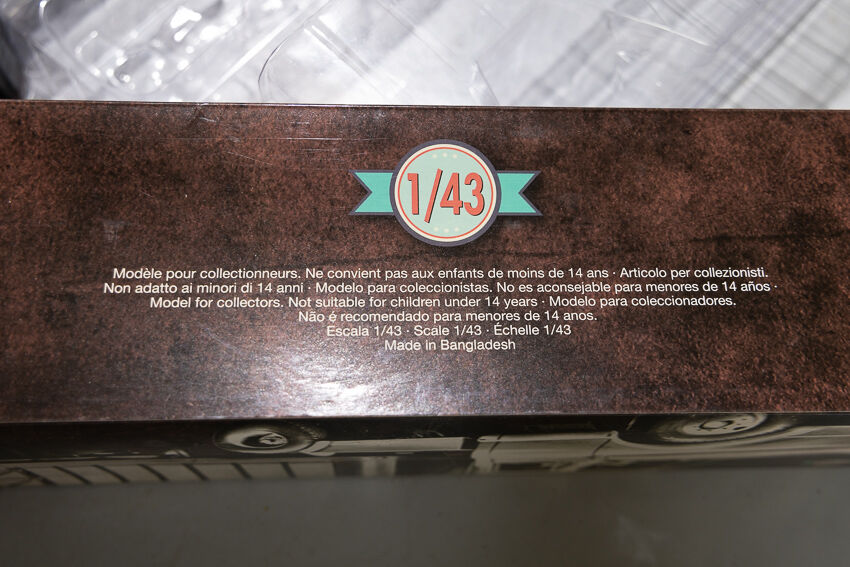 1/43
Modèle pour collectionneurs. Ne convient pas aux enfants de moins de 14 ans · Articolo per collezionisti.
Non adatto ai minori di 14 anni · Modelo para coleccionistas. No es aconsejable para menores de 14 años ·
Model for collectors. Not suitable for children under 14 years · Modelo para coleccionadores.
Não é recomendado para menores de 14 anos.
Escala 1/43 · Scale 1/43 · Échelle 1/43
Made in Bangladesh